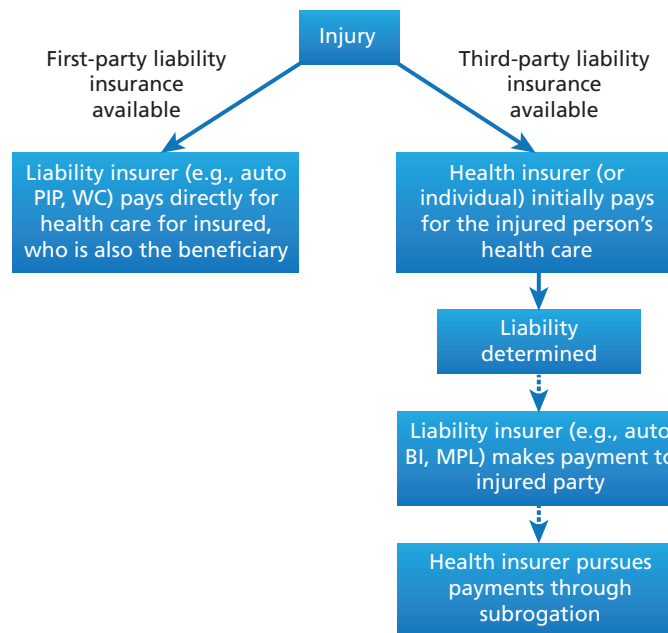 Injury
First-party liability
insurance
available
Third-party liability
insurance
available
Liability insurer (e.g., auto
PIP, WC) pays directly for
health care for insured,
who is also the beneficiary
Health insurer (or
individual) initially pays
for the injured person’s
health care
Liability
determined
Liability insurer (e.g., auto
BI, MPL) makes payment to
injured party
Health insurer pursues
payments through
subrogation